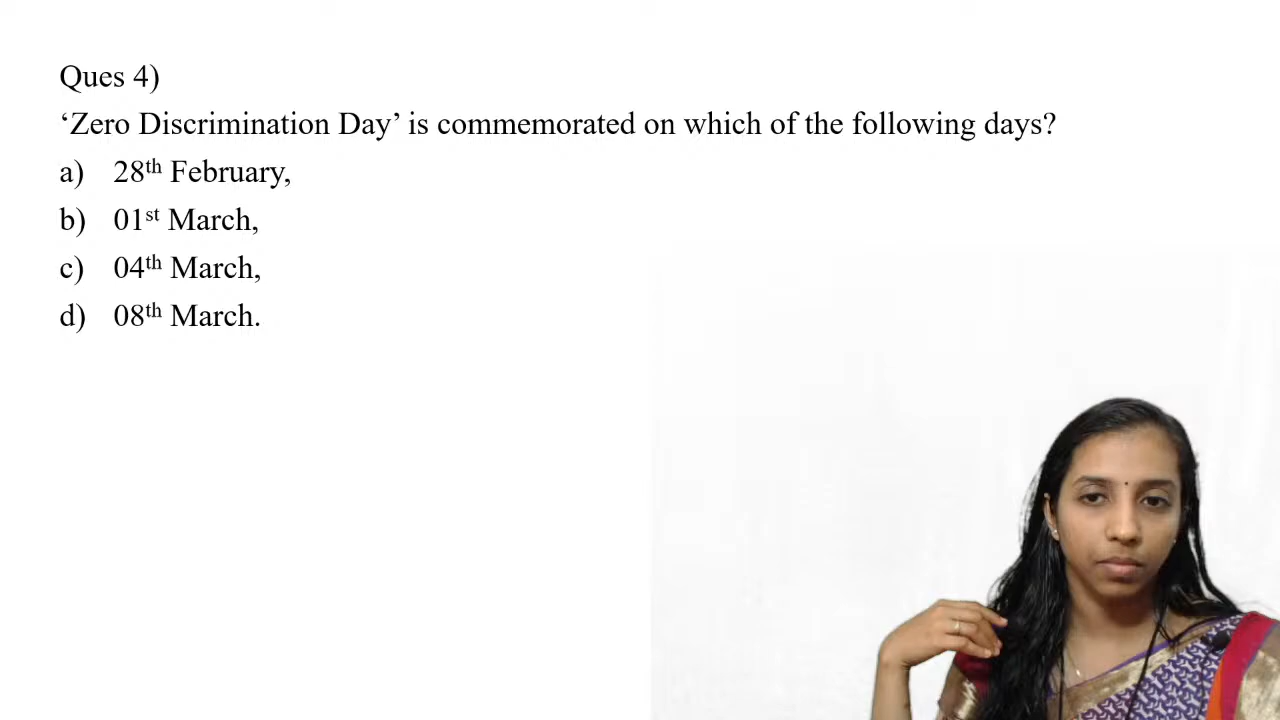 Ques 4)
‘Zero Discrimination Day’ is commemorated on which of the following days?
a) 28th February,
b) 01st March,
c) 04th March,
d) 08th March.